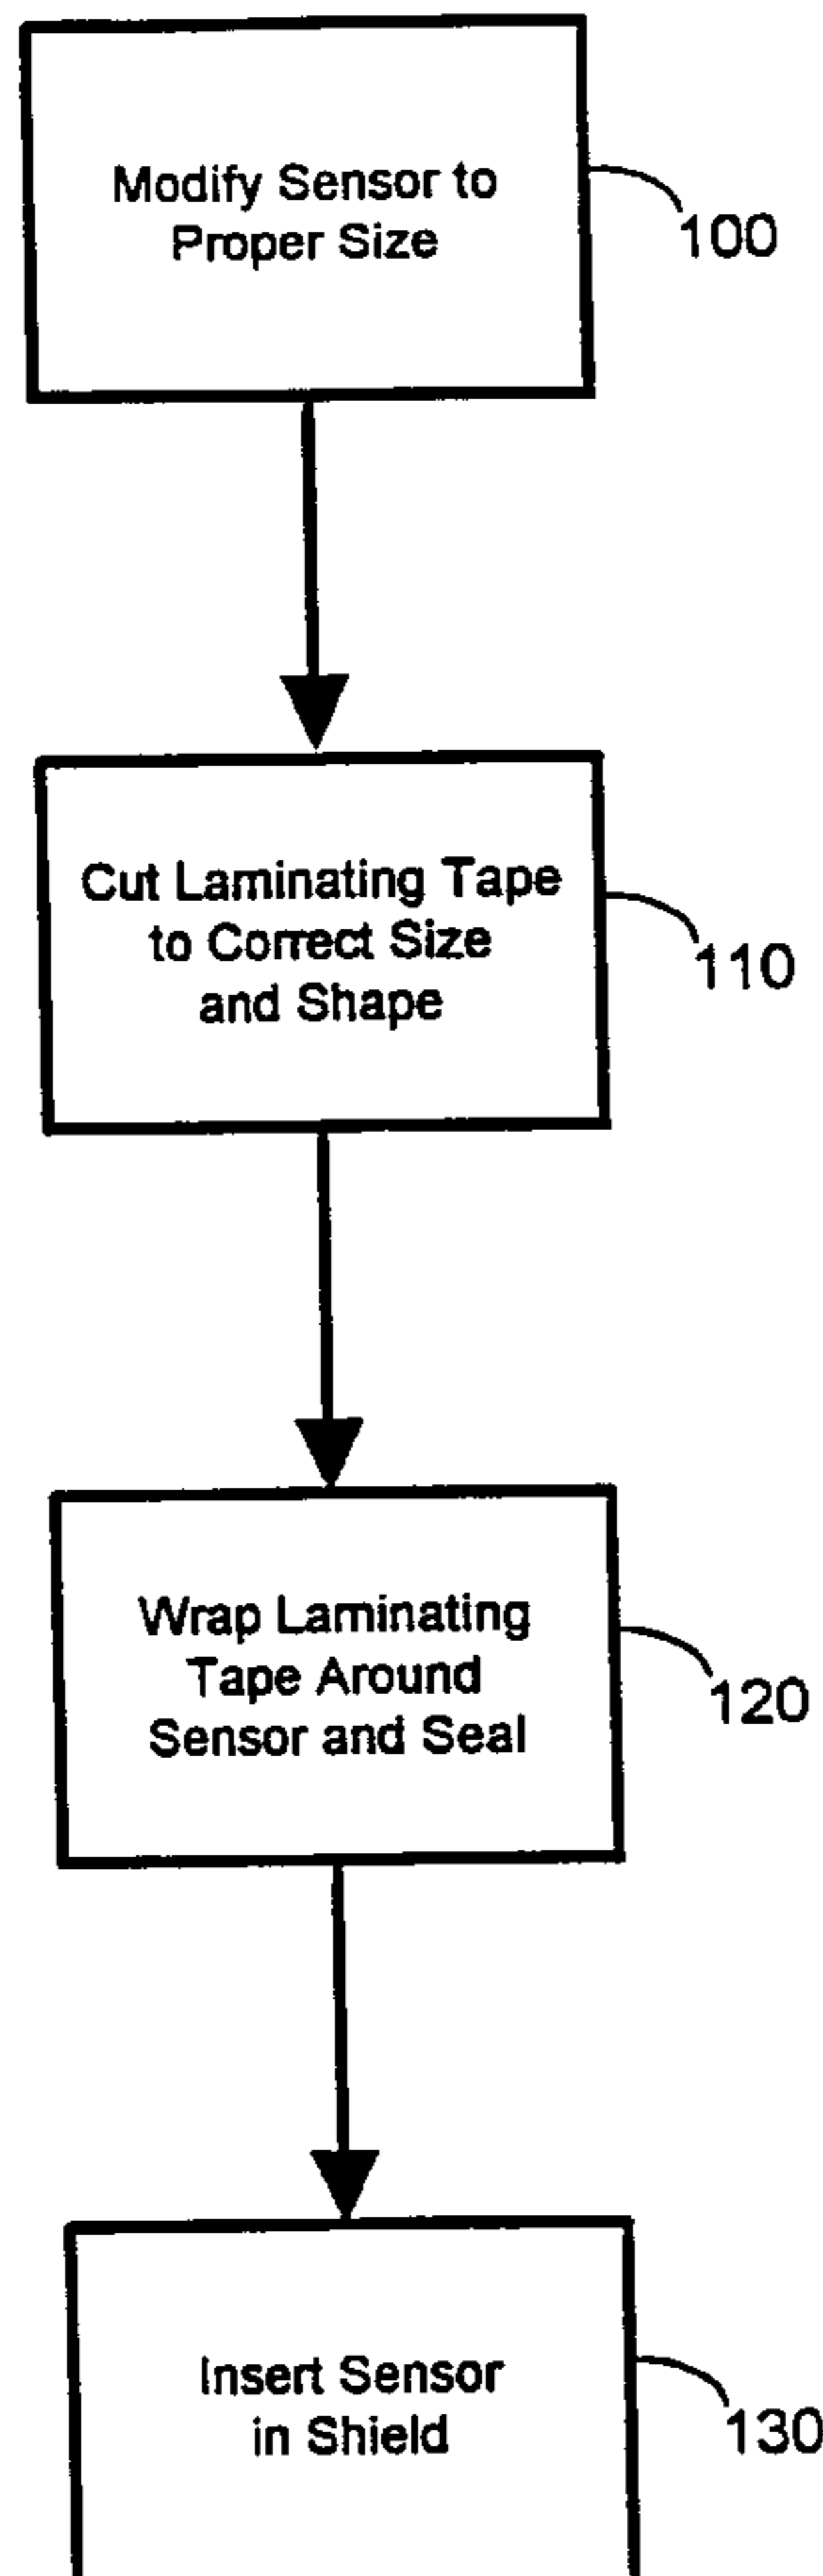 Modify Sensor to
Proper Size
100
Cut Laminating Tape
to Correct Size
and Shape
110
Wrap Laminating
Tape Around
Sensor and Seal
120
Insert Sensor
in Shield
130